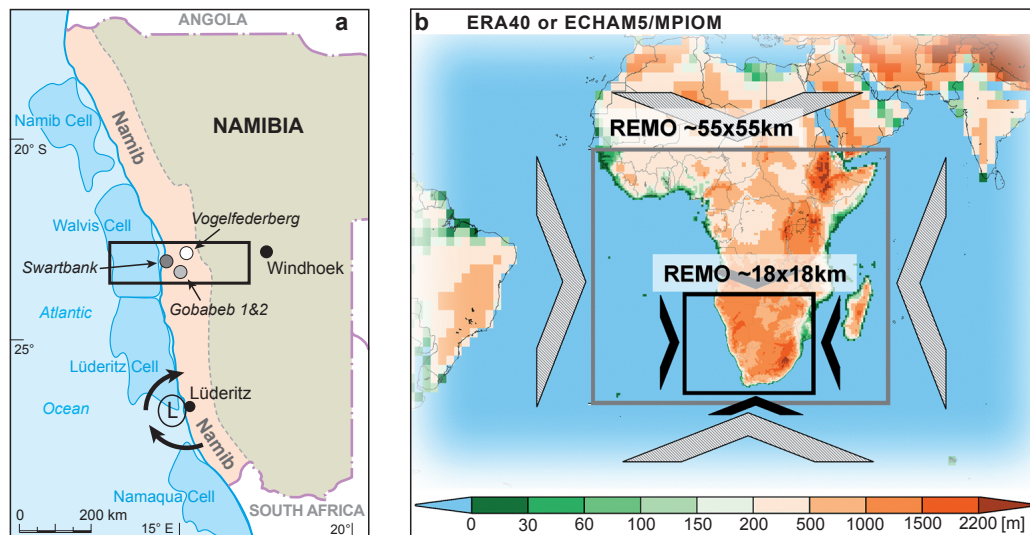 ANGOLA
a
Namib Cell
Namib
NAMIBIA
20° S
Walvis Cell
Vogelfederberg
Swartbank
Windhoek
Gobabeb 1&2
Atlantic
25°
Lüderitz Cell
Lüderitz
Ocean
L
Namib
Namaqua Cell
SOUTH AFRICA
0 200 km
15° E
20°
b ERA40 or ECHAM5/MPIOM
REMO ~55x55km
REMO ~18x18km
0 30 60 100 150 200 500 1000 1500 2200 [m]